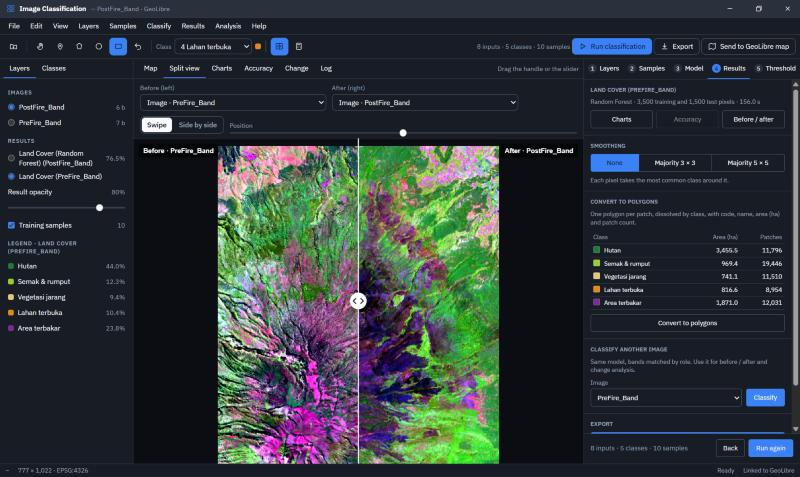 Image Classification — PostFire_Band — GeoLibre
File Edit View Layers Samples Classify Results Analysis Help
Class 4 Lahan terbuka
8 inputs · 5 classes · 10 samples Run classification Export Send to GeoLibre map
Layers Classes
Map Split view Charts Accuracy Change Log Drag the handle or the slider
1 Layers 2 Samples 3 Model 4 Results 5 Threshold
IMAGES
PostFire_Band 6 b
PreFire_Band 7 b
RESULTS
Land Cover (Random Forest) (PostFire_Band) 76.5%
Land Cover (PreFire_Band)
Result opacity 80%
Training samples 10
LEGEND · LAND COVER (PREFIRE_BAND)
Hutan 44.0%
Semak & rumput 12.3%
Vegetasi jarang 9.4%
Lahan terbuka 10.4%
Area terbakar 23.8%
Before (left) After (right)
Image · PreFire_Band Image · PostFire_Band
Swipe Side by side Position
Before · PreFire_Band After · PostFire_Band
LAND COVER (PREFIRE_BAND)
Random Forest · 3,500 training and 1,500 test pixels · 156.0 s
Charts Accuracy Before / after
SMOOTHING
None Majority 3 × 3 Majority 5 × 5
Each pixel takes the most common class around it.
CONVERT TO POLYGONS
One polygon per patch, dissolved by class, with code, name, area (ha) and patch count.
Class Area (ha) Patches
Hutan 3,455.5 11,796
Semak & rumput 969.4 19,446
Vegetasi jarang 741.1 11,510
Lahan terbuka 816.6 8,954
Area terbakar 1,871.0 12,031
Convert to polygons
CLASSIFY ANOTHER IMAGE
Same model, bands matched by role. Use it for before / after and change analysis.
Image
PreFire_Band Classify
EXPORT
8 inputs · 5 classes · 10 samples Back Run again
777 × 1,022 · EPSG:4326 Ready Linked to GeoLibre